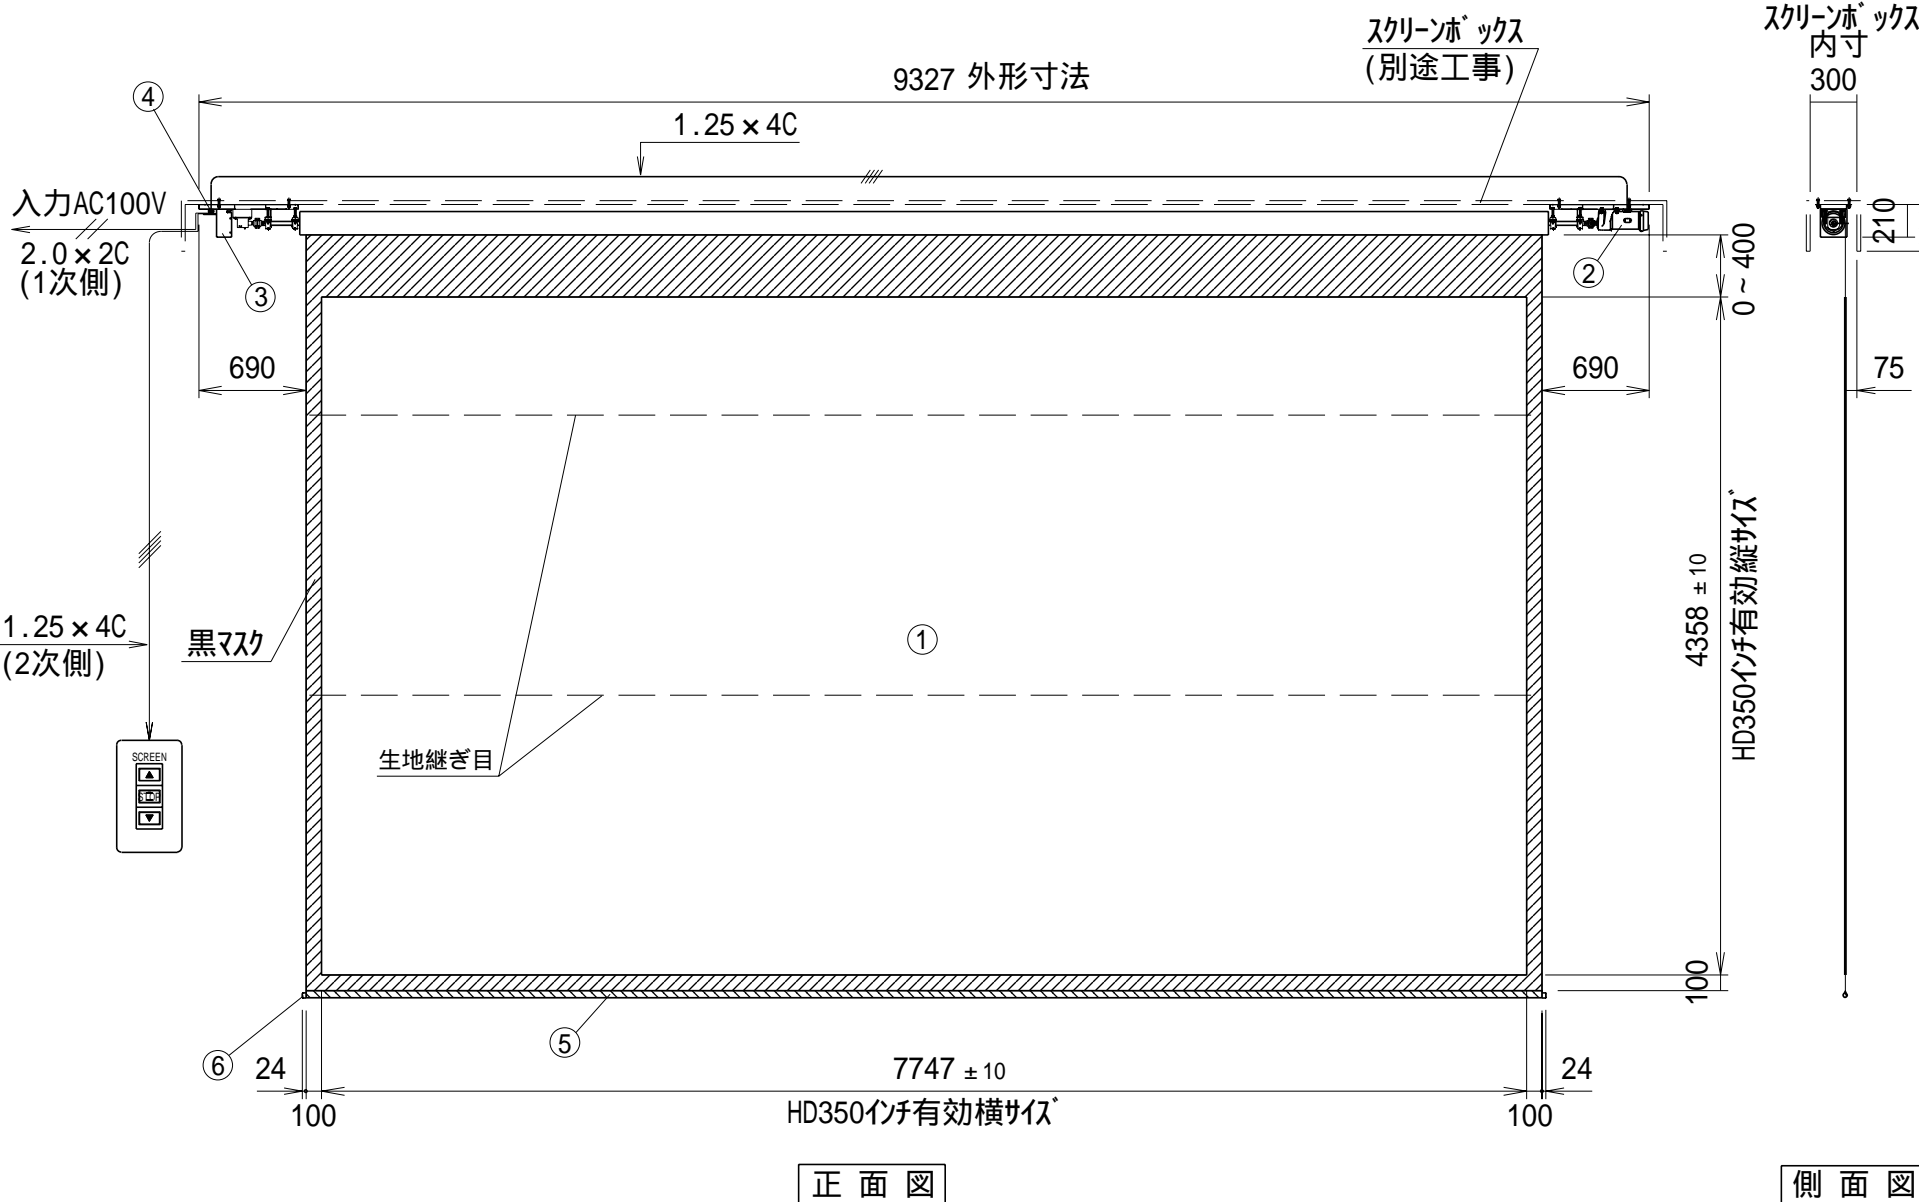 スクリーンボックス
内寸
300
スクリーンボックス
(別途工事)
9327 外形寸法
④
1.25×4C
入力AC100V
2.0×2C
(1次側)
③
②
0~400
210
690
690
75
1.25×4C
(2次側)
黒マスク
①
4358 ±10
HD350インチ有効縦サイズ
生地継ぎ目
SCREEN
▲
STOP
▼
100
⑥
⑤
24
7747 ±10
24
100
HD350インチ有効横サイズ
100
正面図
側面図